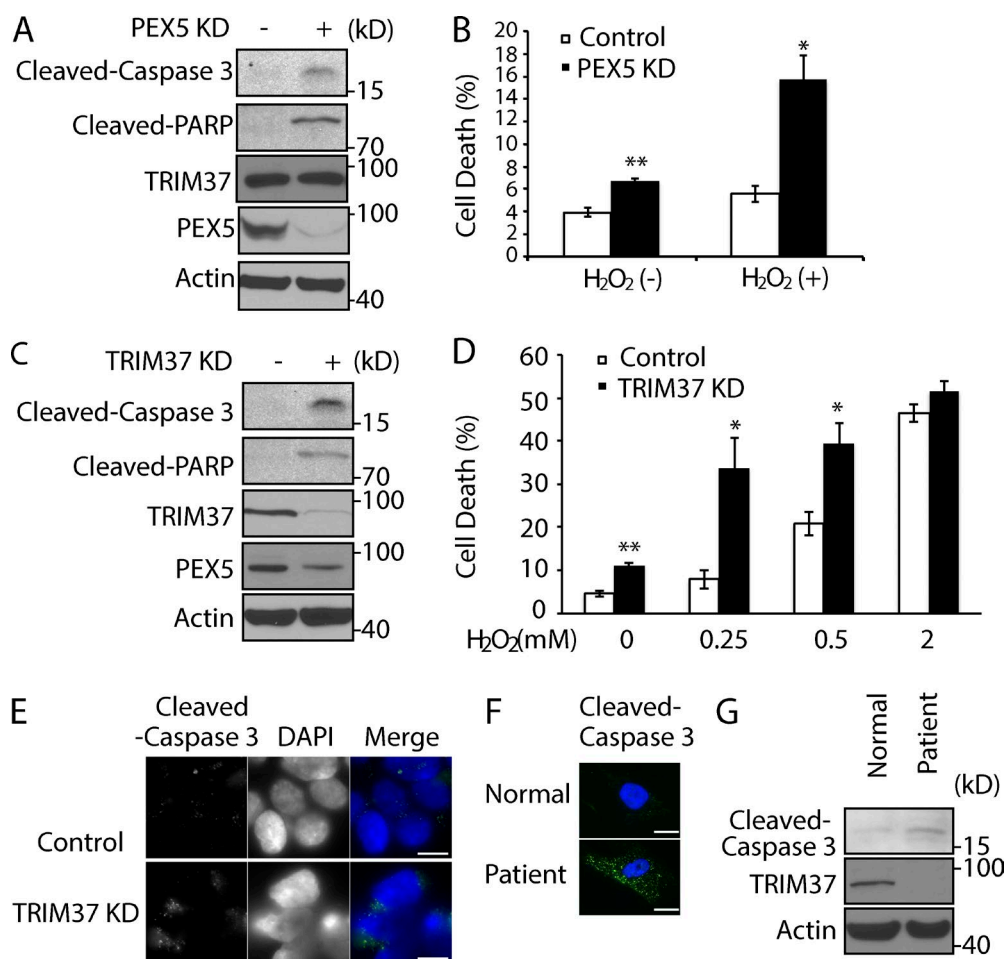 A
PEX5 KD - + (kD)
Cleaved-Caspase 3
15
Cleaved-PARP
70
TRIM37
100
PEX5
100
Actin
40
B
Control
PEX5 KD
Cell Death (%)
20
18
16
14
12
10
8
6
4
2
0
**
*
H₂O₂ (-) H₂O₂ (+)
C
TRIM37 KD - + (kD)
Cleaved-Caspase 3
15
Cleaved-PARP
70
TRIM37
100
PEX5
100
Actin
40
D
Control
TRIM37 KD
Cell Death (%)
60
50
40
30
20
10
0
**
*
*
H₂O₂(mM) 0 0.25 0.5 2
E
Cleaved
-Caspase 3 DAPI Merge
Control
TRIM37 KD
F
Cleaved-
Caspase 3
Normal
Patient
G
Normal
Patient
(kD)
Cleaved-
Caspase 3
15
TRIM37
100
Actin
40